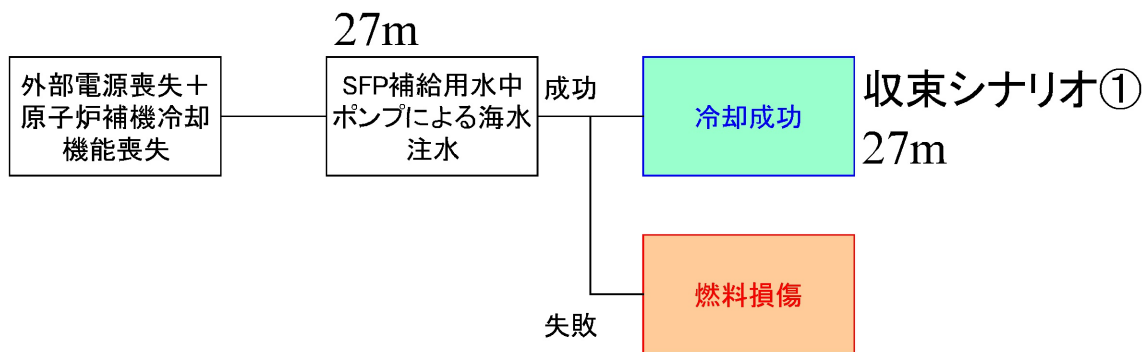 27m
外部電源喪失＋
原子炉補機冷却
機能喪失
SFP補給用水中
ポンプによる海水
注水
成功
冷却成功
収束シナリオ①
27m
燃料損傷
失敗